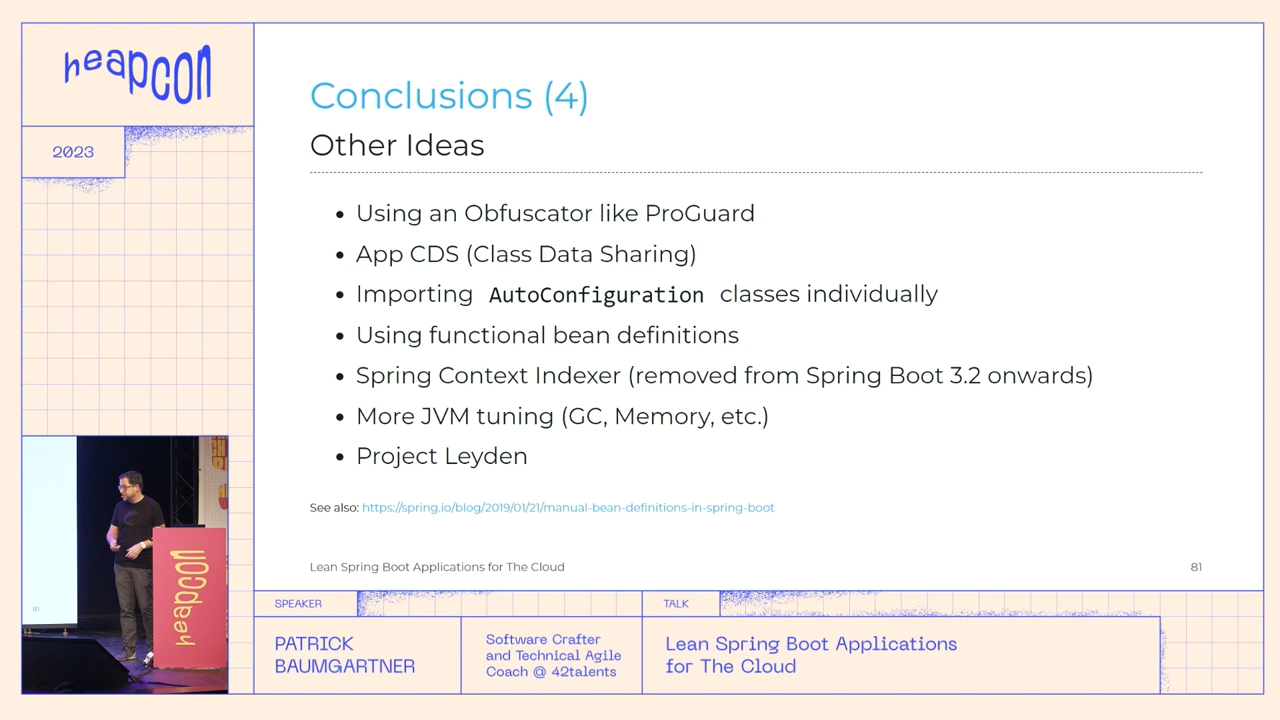 heapcon
2023
Conclusions (4)
Other Ideas
• Using an Obfuscator like ProGuard
• App CDS (Class Data Sharing)
• Importing AutoConfiguration classes individually
• Using functional bean definitions
• Spring Context Indexer (removed from Spring Boot 3.2 onwards)
• More JVM tuning (GC, Memory, etc.)
• Project Leyden
See also: https://spring.io/blog/2019/01/21/manual-bean-definitions-in-spring-boot
Lean Spring Boot Applications for The Cloud
81
81
heapcon
SPEAKER
PATRICK
BAUMGARTNER
Software Crafter
and Technical Agile
Coach @ 42talents
TALK
Lean Spring Boot Applications
for The Cloud